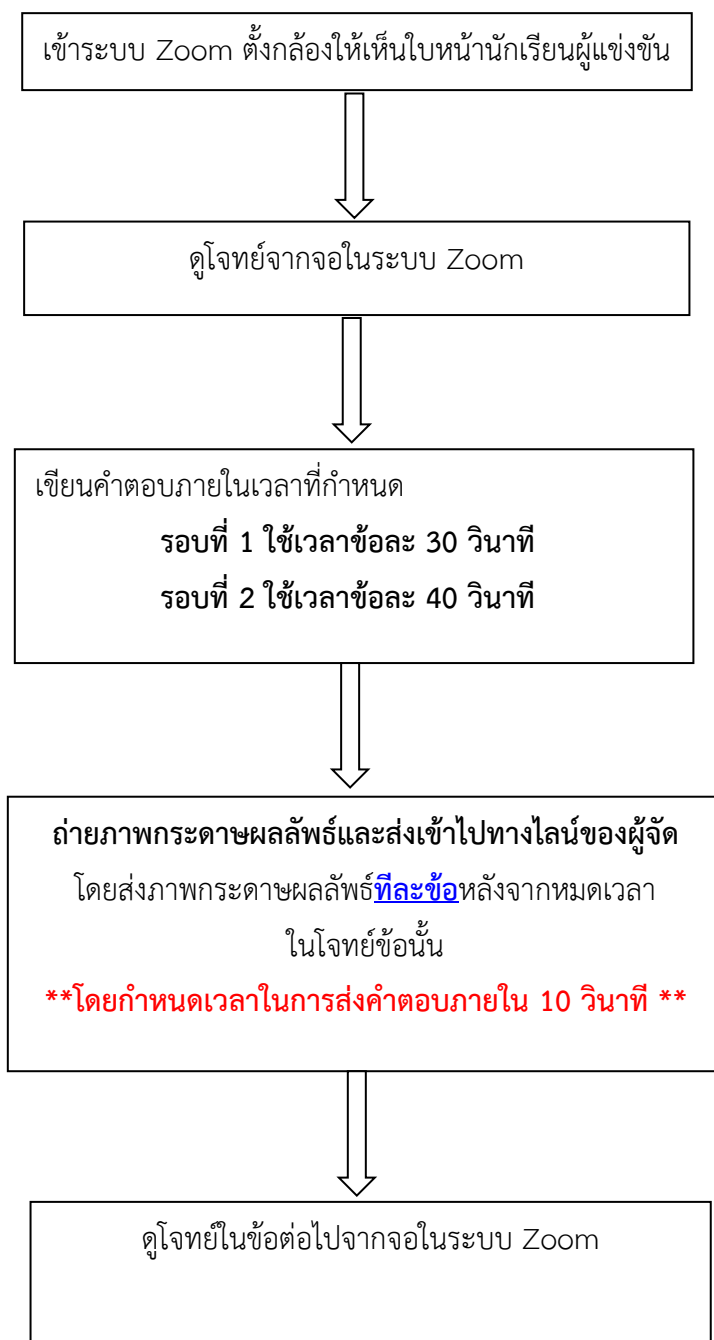 เข้าระบบ Zoom ตั้งกล้องให้เห็นใบหน้านักเรียนผู้แข่งขัน
ดูโจทย์จากจอในระบบ Zoom
เขียนคำตอบภายในเวลาที่กำหนด
รอบที่ 1 ใช้เวลาข้อละ 30 วินาที
รอบที่ 2 ใช้เวลาข้อละ 40 วินาที
ถ่ายภาพกระดาษผลลัพธ์และส่งเข้าไปทางไลน์ของผู้จัด
โดยส่งภาพกระดาษผลลัพธ์ทีละข้อหลังจากหมดเวลา
ในโจทย์ข้อนั้น
**โดยกำหนดเวลาในการส่งคำตอบภายใน 10 วินาที **
ดูโจทย์ในข้อต่อไปจากจอในระบบ Zoom